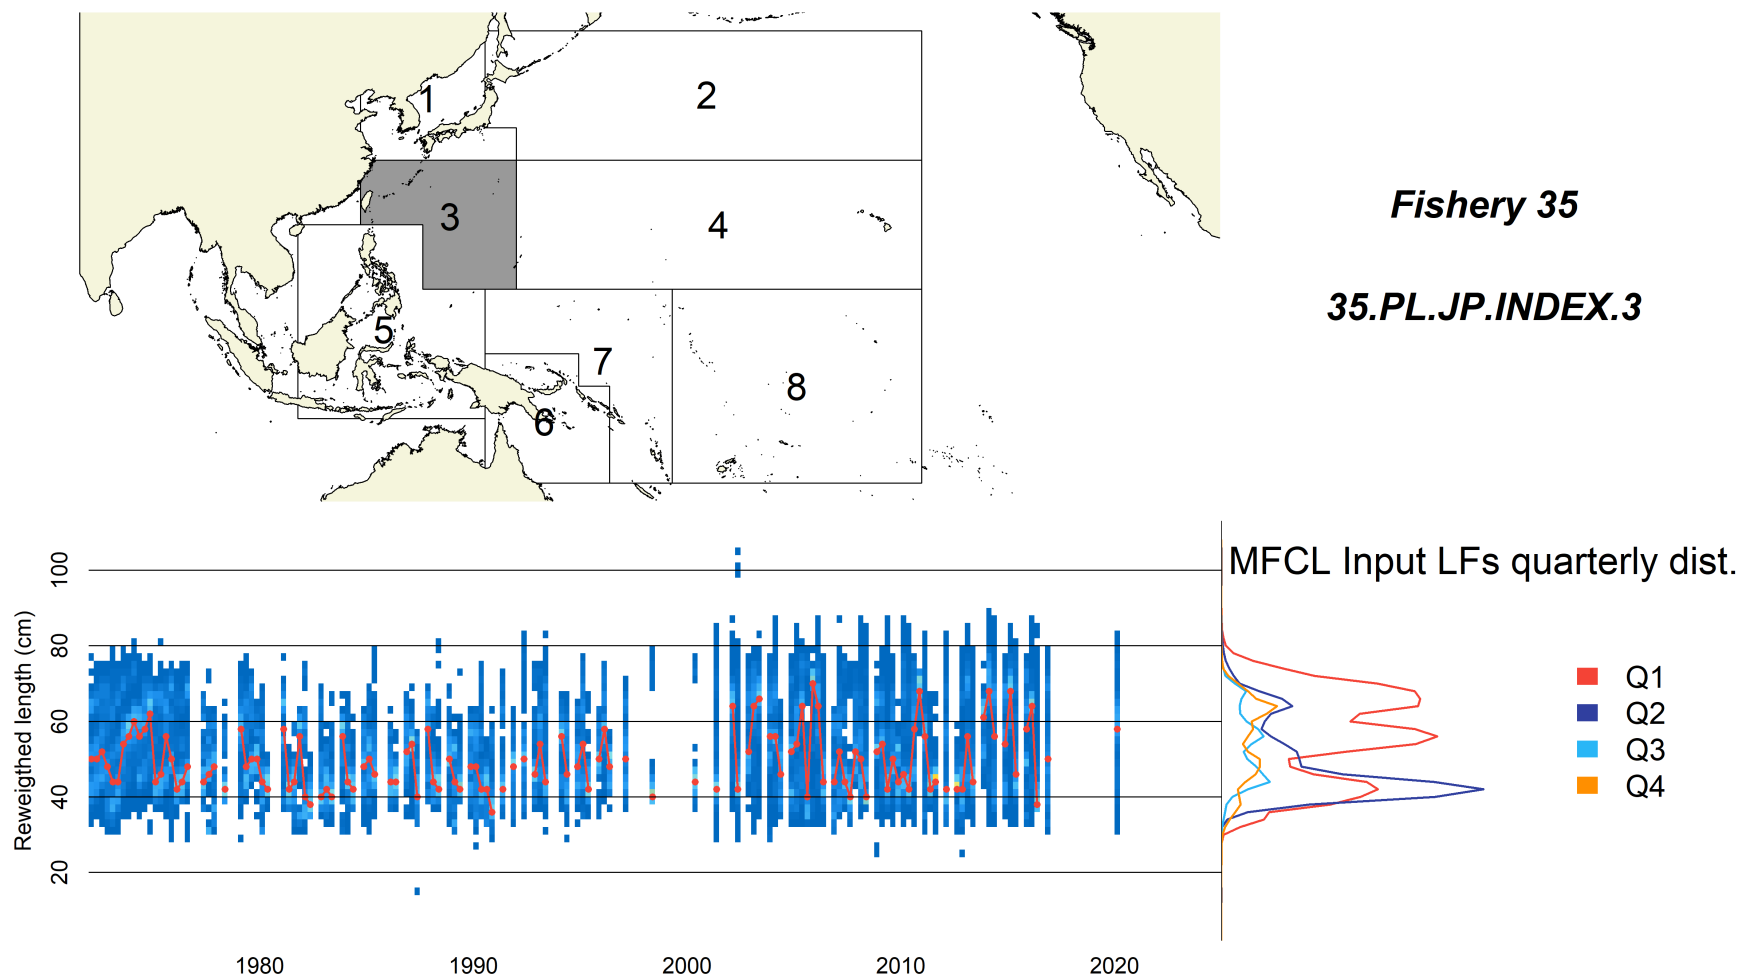 1
2
3
4
5
6
7
8
Fishery 35
35.PL.JP.INDEX.3
MFCL Input LFs quarterly dist.
Reweigthed length (cm)
100
80
60
40
20
1980
1990
2000
2010
2020
Q1
Q2
Q3
Q4